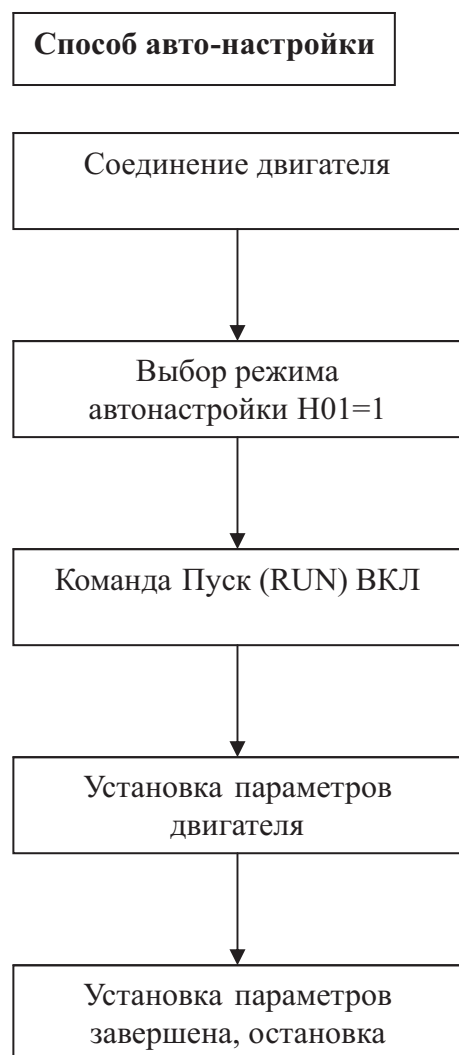 Способ авто-настройки
Соединение двигателя
Выбор режима
автонастройки H01=1
Команда Пуск (RUN) ВКЛ
Установка параметров
двигателя
Установка параметров
завершена, остановка